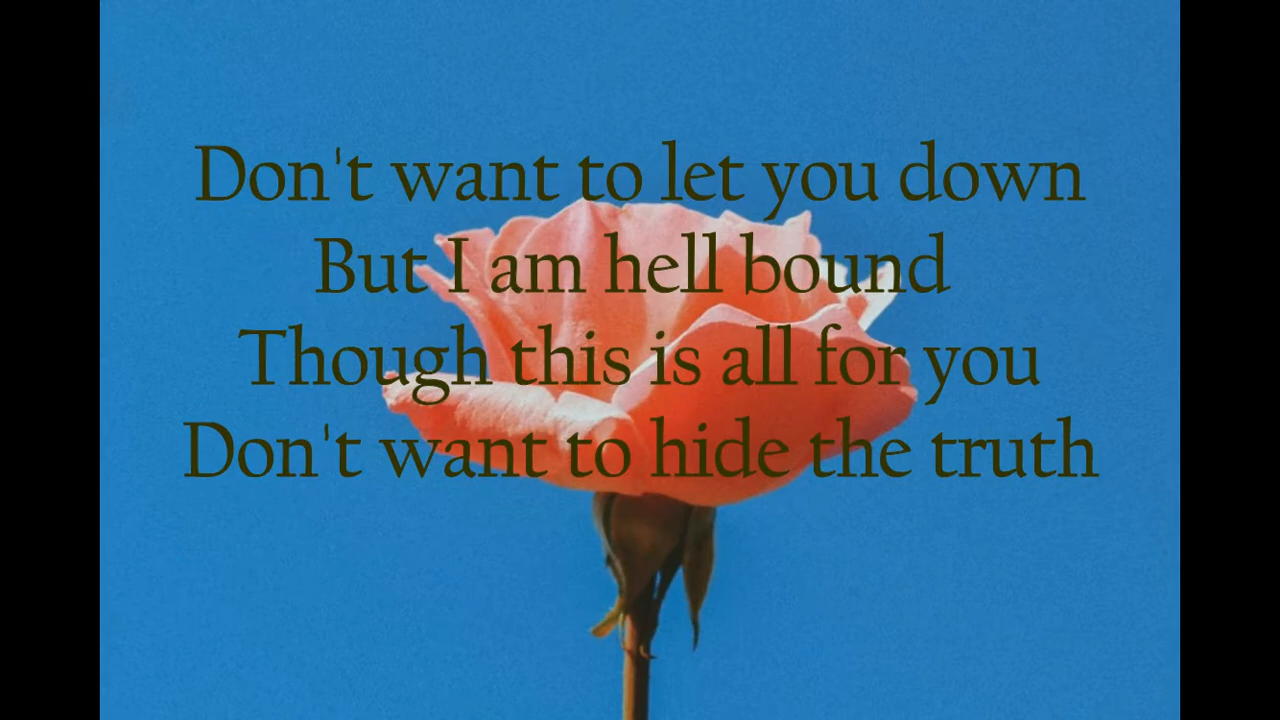 Don't want to let you down
But I am hell bound
Though this is all for you
Don't want to hide the truth